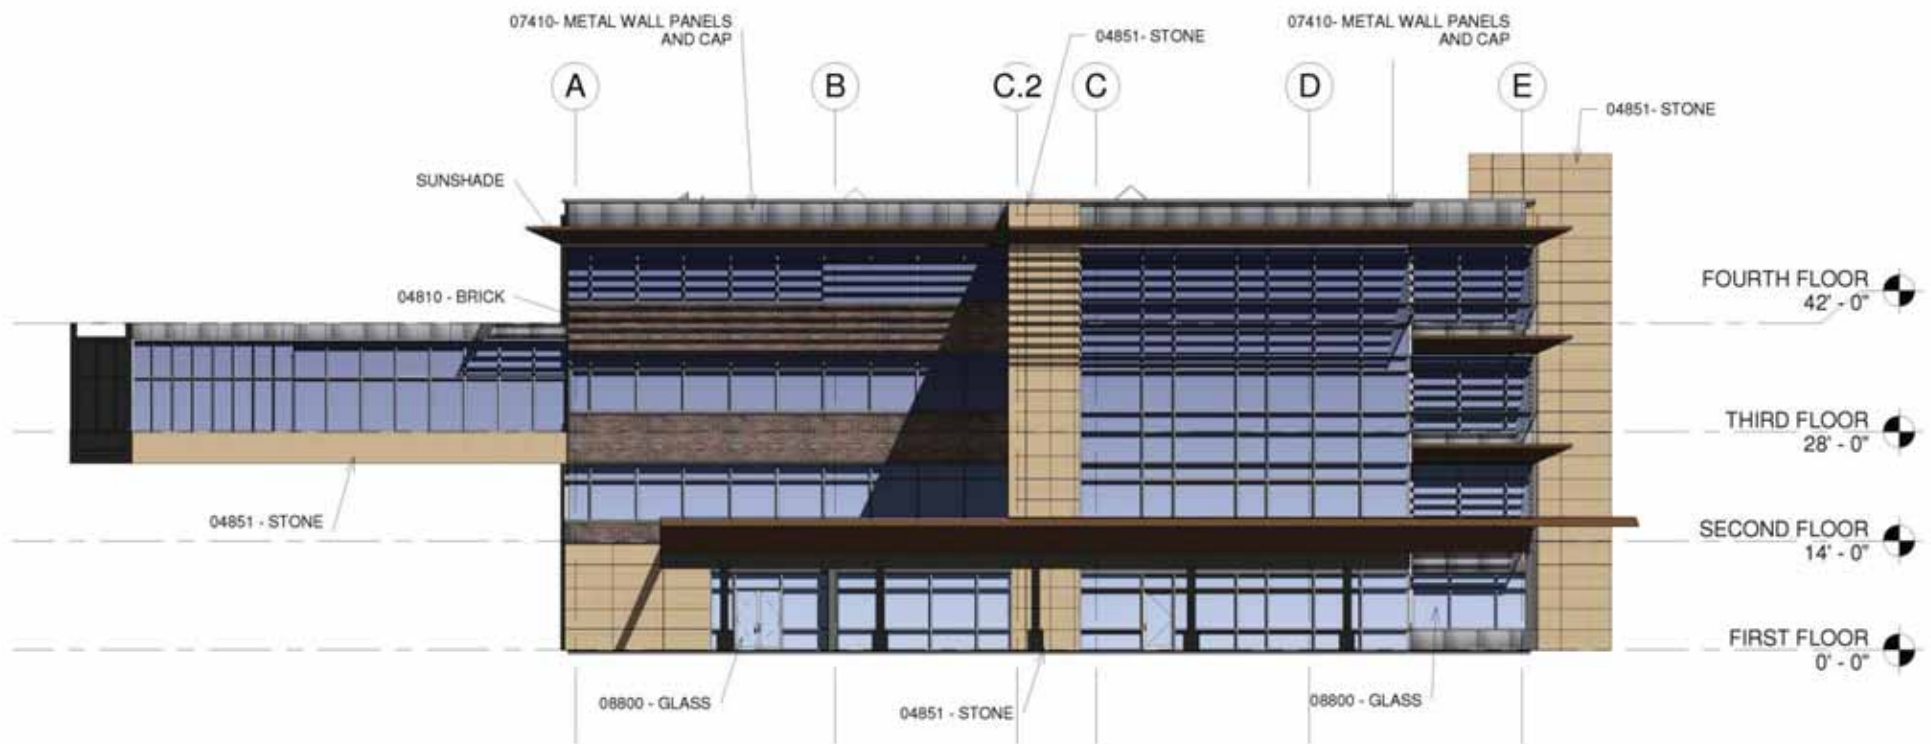 07410- METAL WALL PANELS
AND CAP
04851- STONE
07410- METAL WALL PANELS
AND CAP
A
B
C.2
C
D
E
04851- STONE
SUNSHADE
04810 - BRICK
FOURTH FLOOR
42' - 0"
THIRD FLOOR
28' - 0"
04851 - STONE
SECOND FLOOR
14' - 0"
FIRST FLOOR
0' - 0"
08800 - GLASS
04851 - STONE
08800 - GLASS